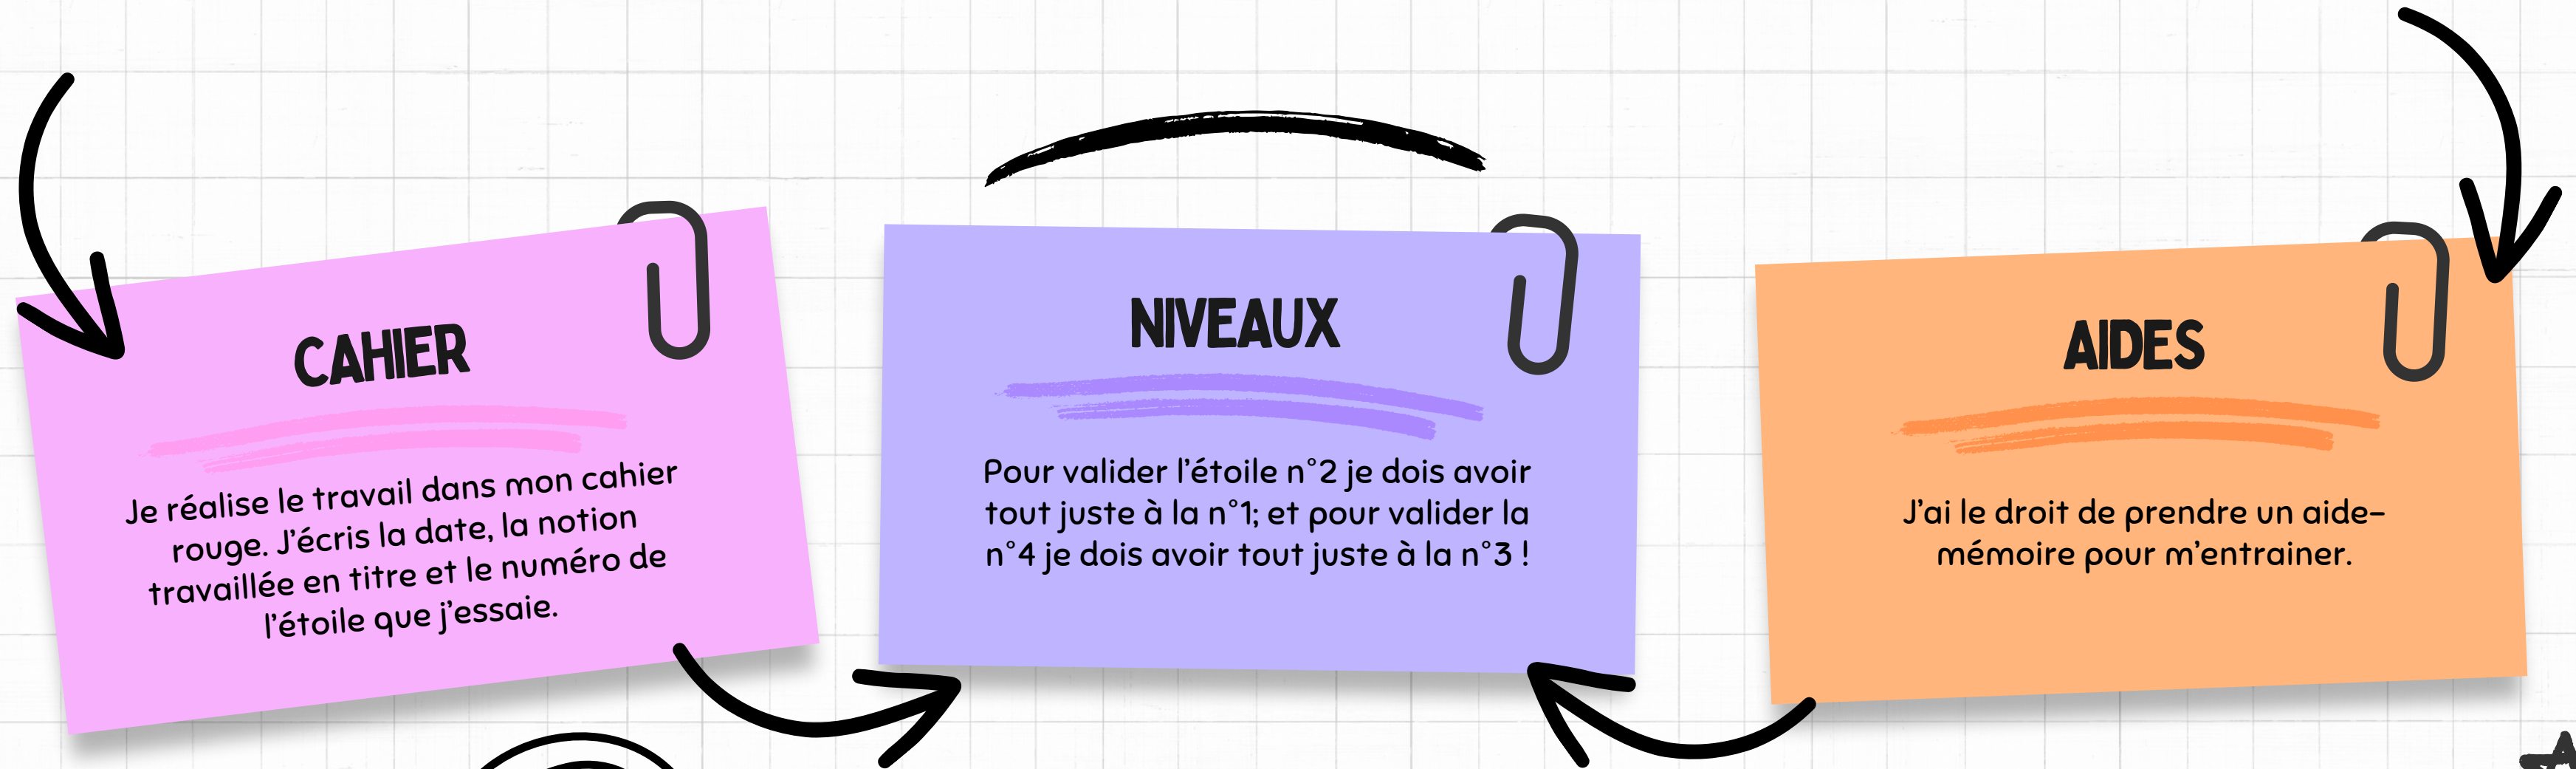 CAHIER
Je réalise le travail dans mon cahier
rouge. J'écris la date, la notion
travaillée en titre et le numéro de
l'étoile que j'essaie.
NIVEAUX
Pour valider l'étoile n°2 je dois avoir
tout juste à la n°1; et pour valider la
n°4 je dois avoir tout juste à la n°3 !
AIDES
J'ai le droit de prendre un aide-
mémoire pour m'entrainer.